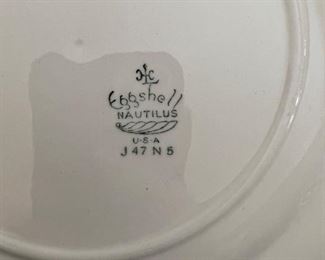 HLC
Eggshell
NAUTILUS
U·S·A
J 47 N 5